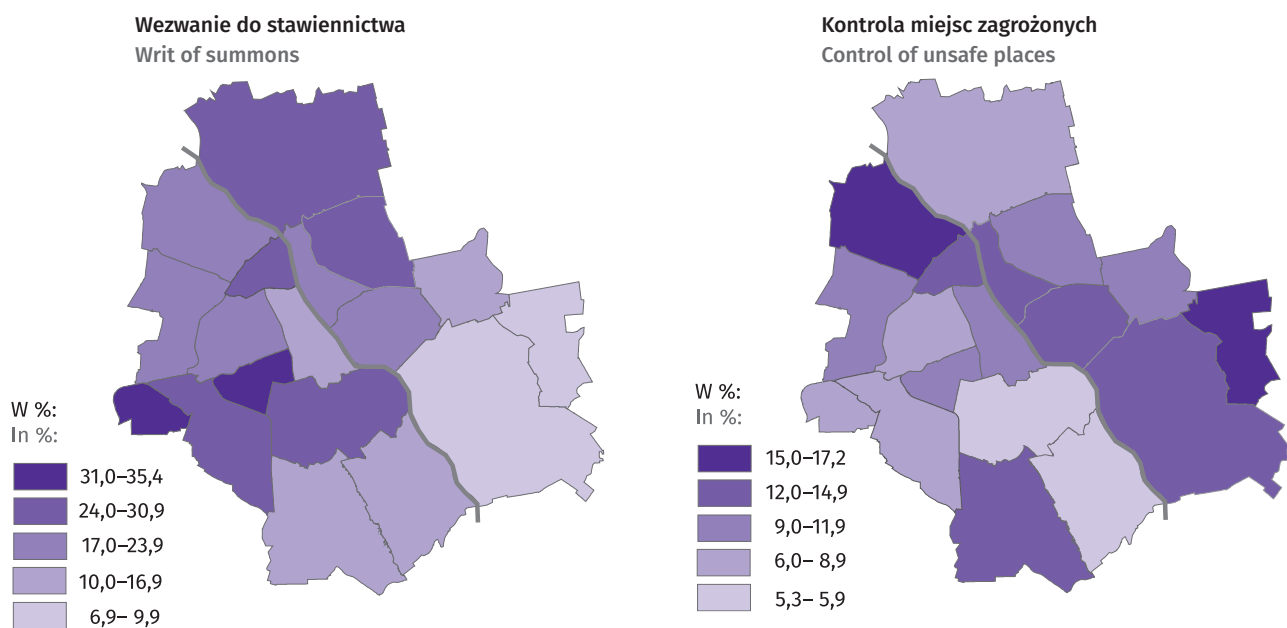 Wezwanie do stawiennictwa
Writ of summons
W %:
In %:
31,0–35,4
24,0–30,9
17,0–23,9
10,0–16,9
6,9– 9,9
Kontrola miejsc zagrożonych
Control of unsafe places
W %:
In %:
15,0–17,2
12,0–14,9
9,0–11,9
6,0– 8,9
5,3– 5,9